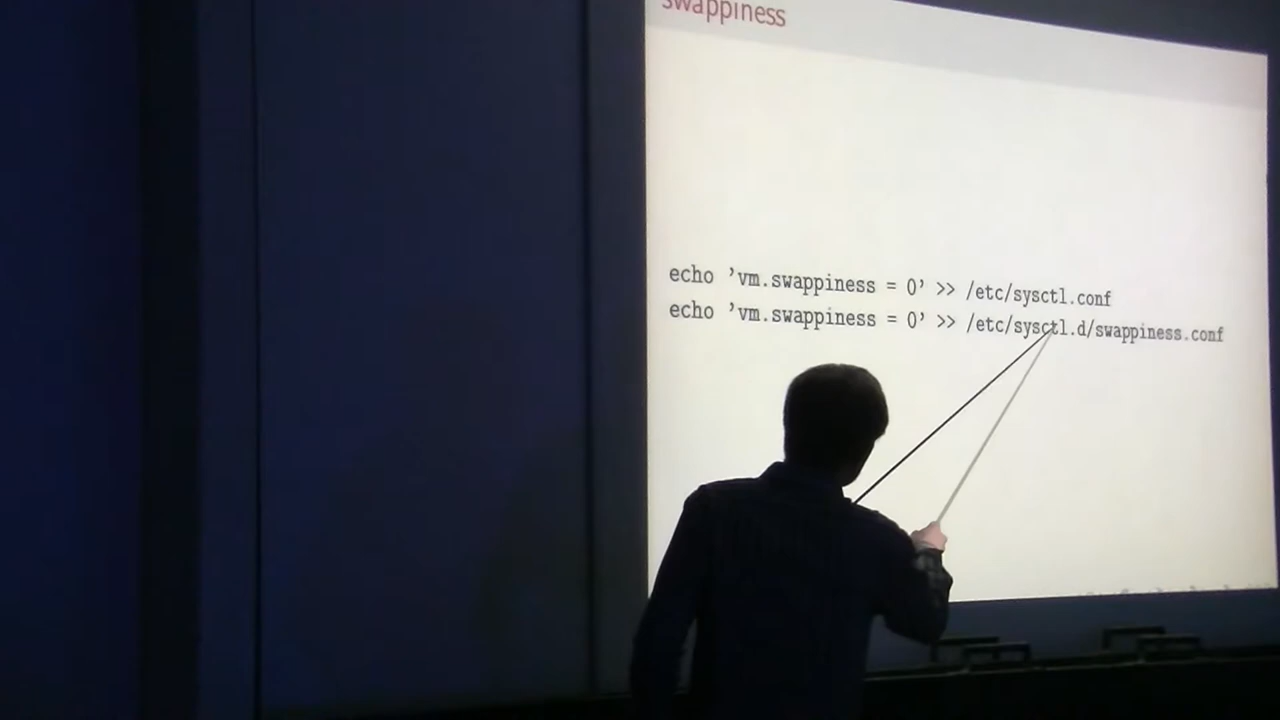 swappiness
echo ’vm.swappiness = 0’ >> /etc/sysctl.conf
echo ’vm.swappiness = 0’ >> /etc/sysctl.d/swappiness.conf